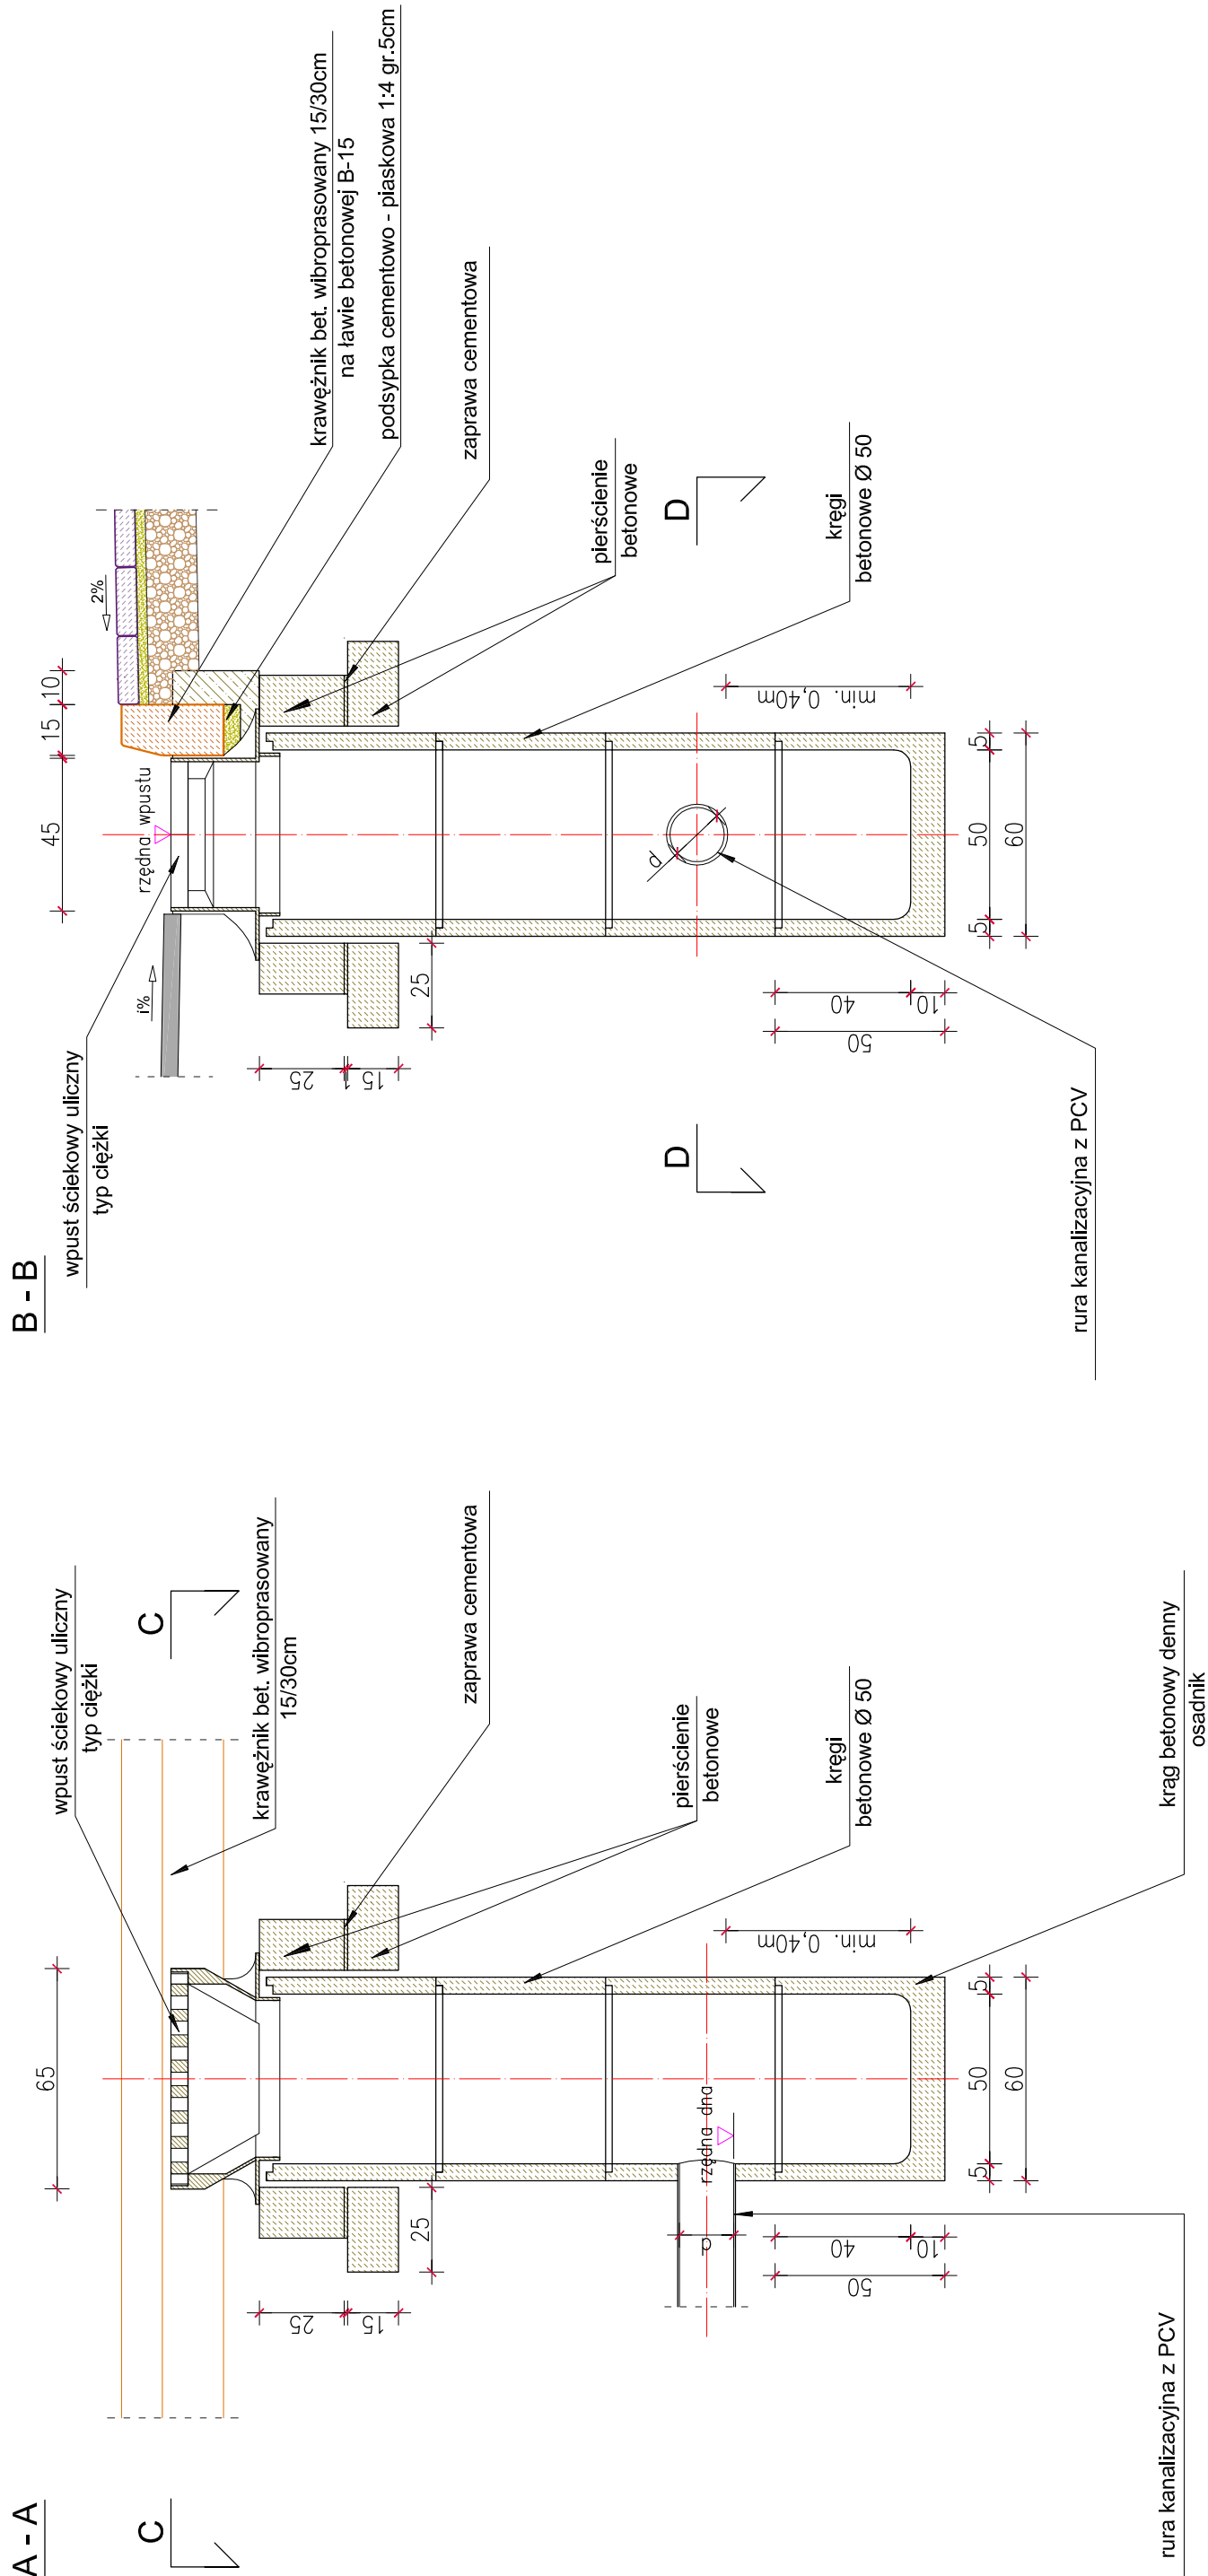 A - A
C
C
65
wpust ściekowy uliczny
typ ciężki
krawężnik bet. wibroprasowany
15/30cm
zaprawa cementowa
pierścienie
betonowe
kręgi
betonowe Ø 50
krąg betonowy denny
osadnik
rura kanalizacyjna z PCV
rzędna dna
d
min. 0,40m
25
25
15
40
10
50
5
50
5
60
B - B
wpust ściekowy uliczny
typ ciężki
rzędna wpustu
i%
2%
45
15
10
krawężnik bet. wibroprasowany 15/30cm
na ławie betonowej B-15
podsypka cementowo - piaskowa 1:4 gr.5cm
zaprawa cementowa
pierścienie
betonowe
D
D
kręgi
betonowe Ø 50
rura kanalizacyjna z PCV
d
min. 0,40m
25
25
1
15
40
10
50
5
50
5
60